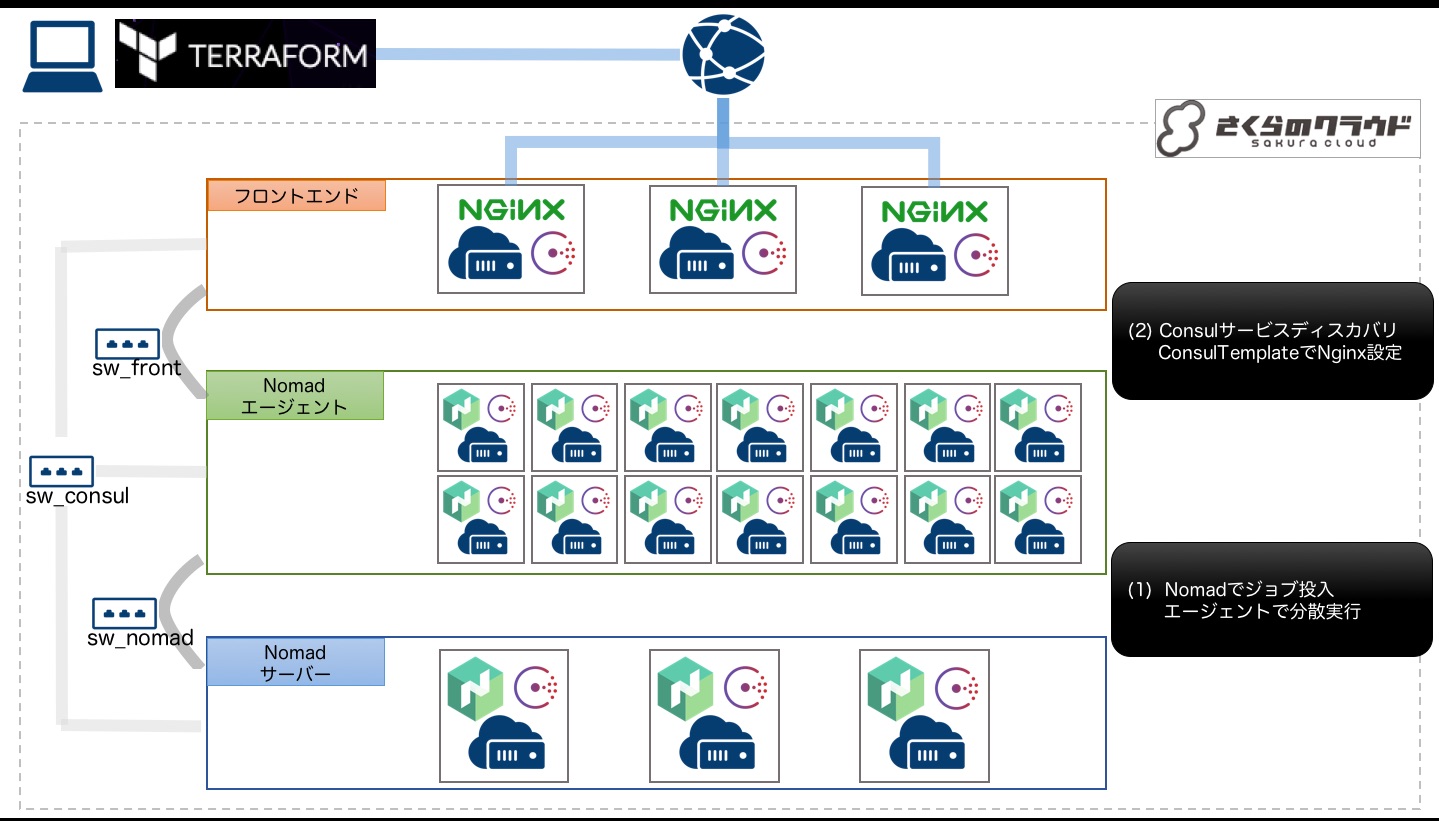 TERRAFORM
さくらのクラウド
SAKURA CLOUD
フロントエンド
NGINX
NGINX
NGINX
(2) Consulサービスディスカバリ
ConsulTemplateでNginx設定
sw_front
Nomad
エージェント
sw_consul
(1) Nomadでジョブ投入
エージェントで分散実行
sw_nomad
Nomad
サーバー